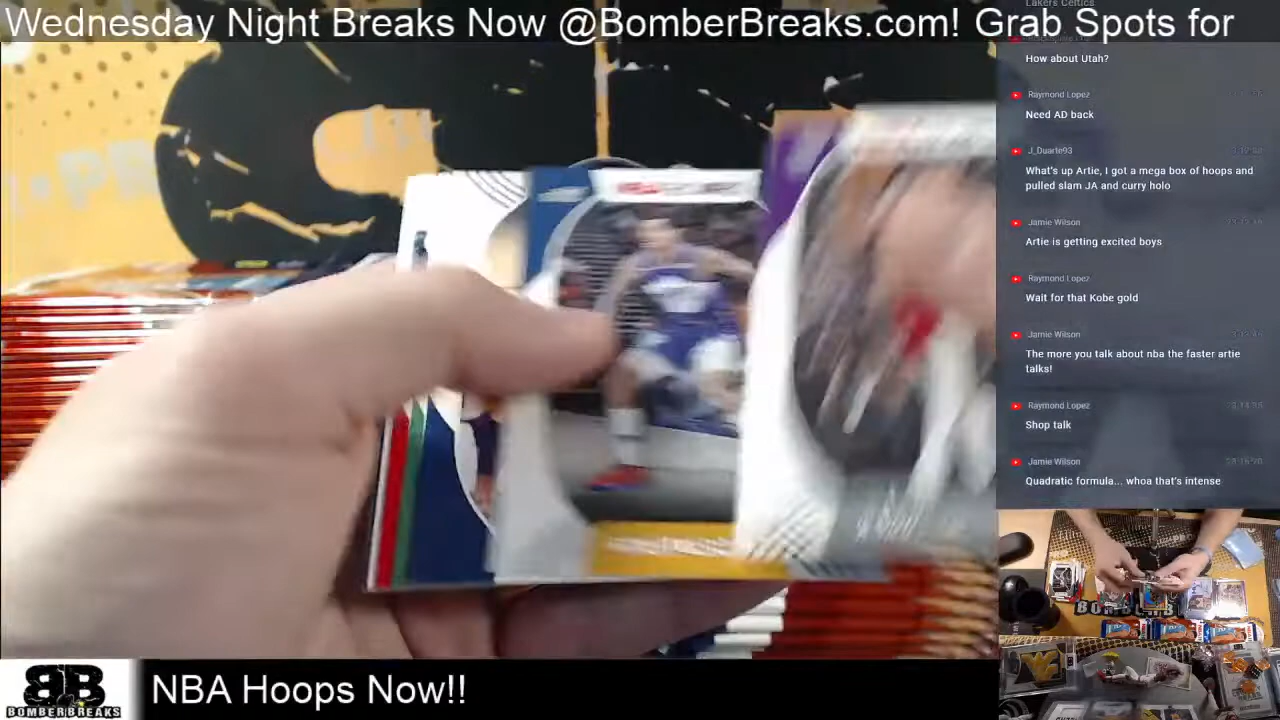 Wednesday Night Breaks Now @BomberBreaks.com! Grab Spots for
Lakers Celtics
How about Utah?
Raymond Lopez
Need AD back
J_Duarte93
What's up Artie, I got a mega box of hoops and
pulled slam JA and curry holo
Jamie Wilson
Artie is getting excited boys
Raymond Lopez
Wait for that Kobe gold
Jamie Wilson
The more you talk about nba the faster artie
talks!
Raymond Lopez
Shop talk
Jamie Wilson
Quadratic formula... whoa that's intense
BB
BOMBERBREAKS
NBA Hoops Now!!